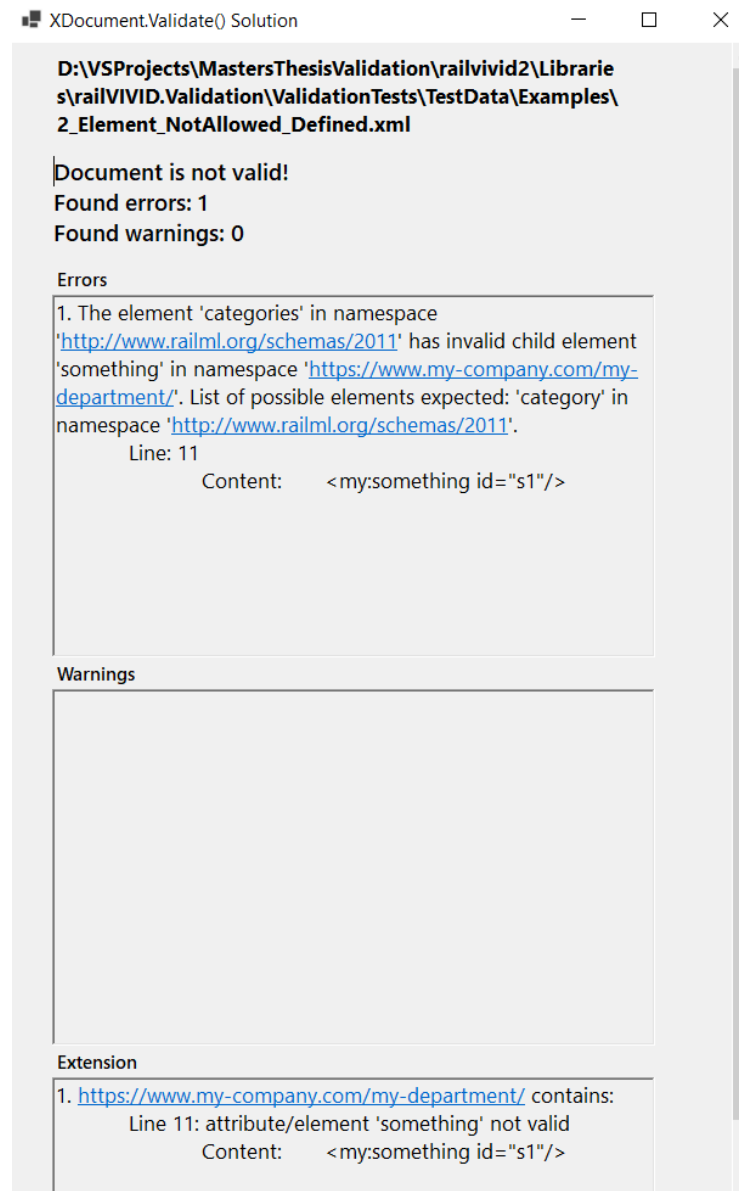 XDocument.Validate() Solution
D:\VSProjects\MastersThesisValidation\railvivid2\Librarie
s\railVIVID.Validation\ValidationTests\TestData\Examples\
2_Element_NotAllowed_Defined.xml
Document is not valid!
Found errors: 1
Found warnings: 0
Errors
1. The element 'categories' in namespace
'http://www.railml.org/schemas/2011' has invalid child element
'something' in namespace 'https://www.my-company.com/my-
department/'. List of possible elements expected: 'category' in
namespace 'http://www.railml.org/schemas/2011'.
Line: 11
Content: <my:something id="s1"/>
Warnings
Extension
1. https://www.my-company.com/my-department/ contains:
Line 11: attribute/element 'something' not valid
Content: <my:something id="s1"/>